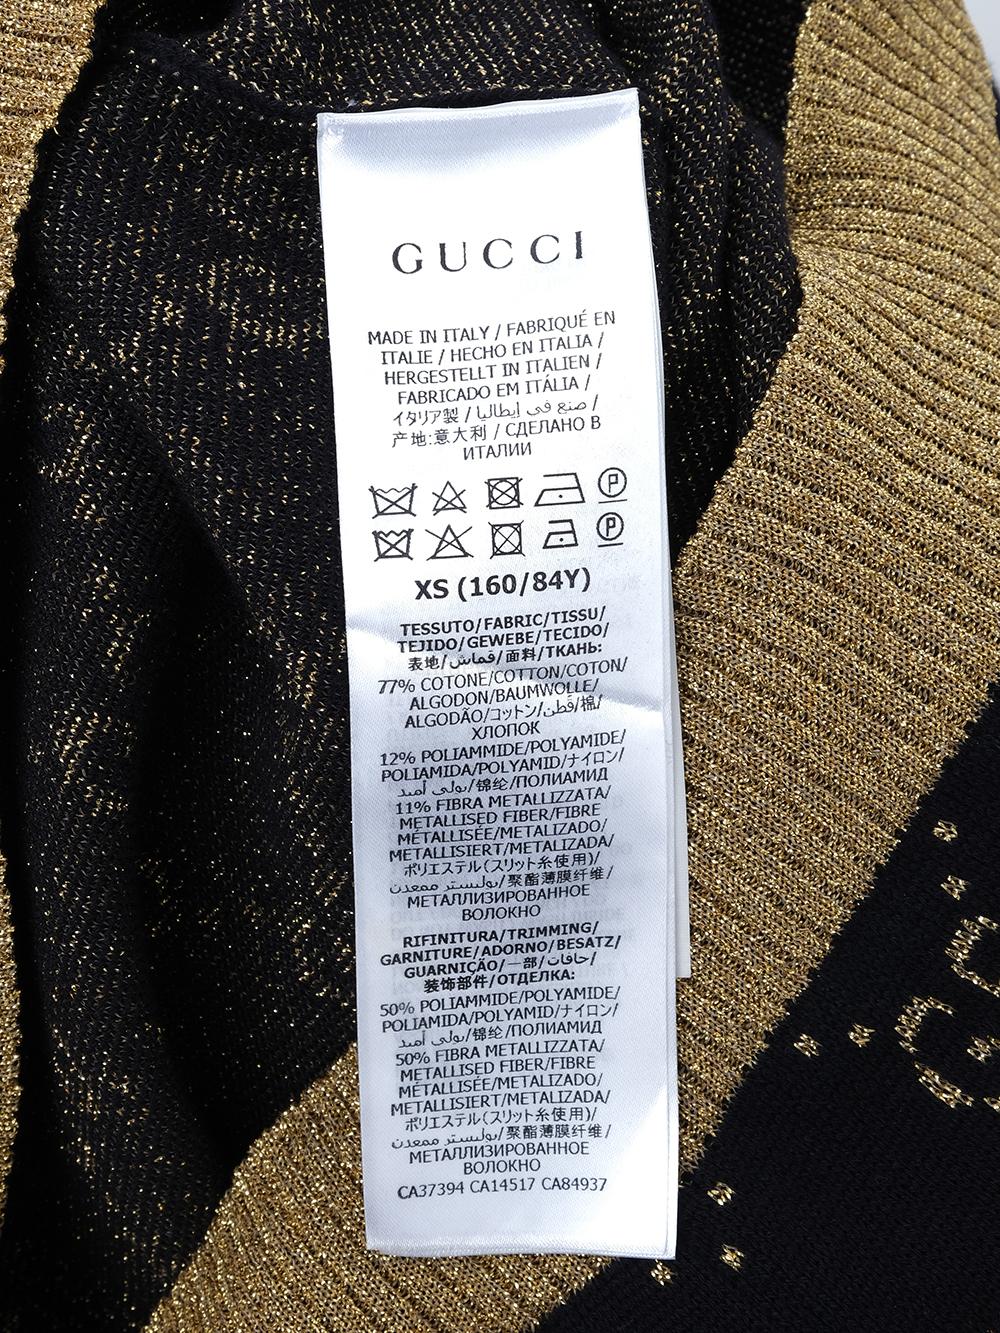 GUCCI
MADE IN ITALY / FABRIQUÉ EN
ITALIE / HECHO EN ITALIA /
HERGESTELLT IN ITALIEN /
FABRICADO EM ITÁLIA /
イタリア製 / صنع في إيطاليا /
产地:意大利 / СДЕЛАНО В
ИТАЛИИ
P
P
XS (160/84Y)
TESSUTO/FABRIC/TISSU/
TEJIDO/GEWEBE/TECIDO/
表地/قماش/面料/ТКАНЬ:
77% COTONE/COTTON/COTON/
ALGODON/BAUMWOLLE/
ALGODÃO/コットン/قطن/棉/
ХЛОПОК
12% POLIAMMIDE/POLYAMIDE/
POLIAMIDA/POLYAMID/ナイロン/
بولي أميد/锦纶/ПОЛИАМИД
11% FIBRA METALLIZZATA/
METALLISED FIBER/FIBRE
MÉTALLISÉE/METALIZADO/
METALLISIERT/METALIZADA/
ポリエステル(スリット糸使用)/
بوليستر ممعدن/聚酯薄膜纤维/
МЕТАЛЛИЗИРОВАННОЕ
ВОЛОКНО
RIFINITURA/TRIMMING/
GARNITURE/ADORNO/BESATZ/
GUARNIÇÃO/一部/حافات/
装饰部件/ОТДЕЛКА:
50% POLIAMMIDE/POLYAMIDE/
POLIAMIDA/POLYAMID/ナイロン/
بولي أميد/锦纶/ПОЛИАМИД
50% FIBRA METALLIZZATA/
METALLISED FIBER/FIBRE
MÉTALLISÉE/METALIZADO/
METALLISIERT/METALIZADA/
ポリエステル(スリット糸使用)/
بوليستر ممعدن/聚酯薄膜纤维/
МЕТАЛЛИЗИРОВАННОЕ
ВОЛОКНО
CA37394 CA14517 CA84937